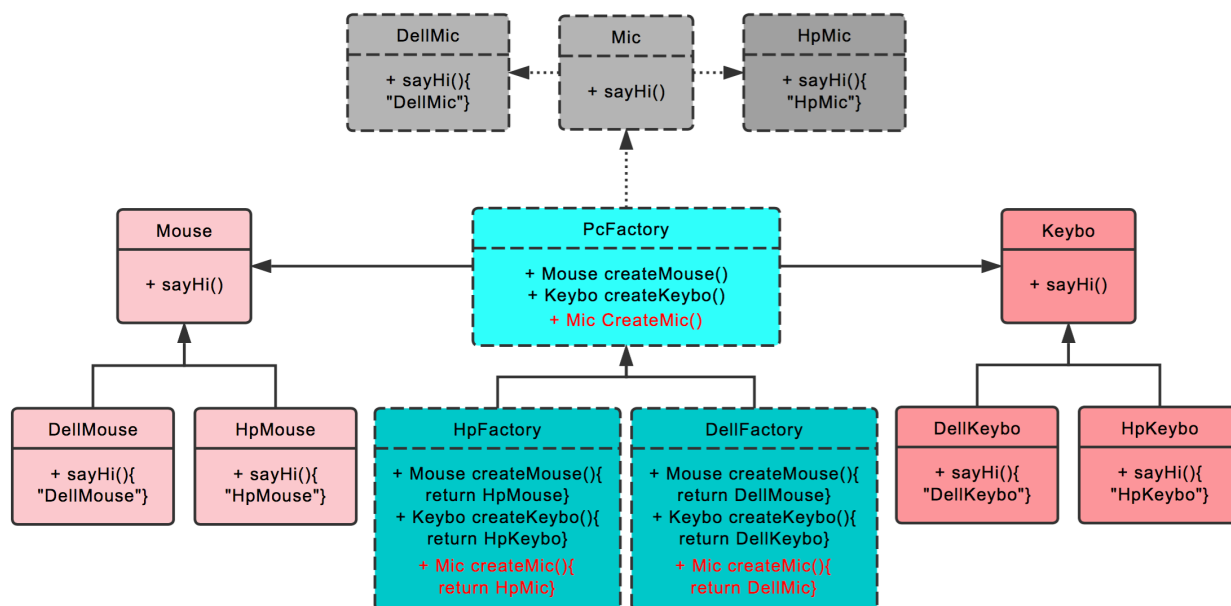 DellMic
+ sayHi(){
"DellMic"}
Mic
+ sayHi()
HpMic
+ sayHi(){
"HpMic"}
Mouse
+ sayHi()
PcFactory
+ Mouse createMouse()
+ Keybo createKeybo()
+ Mic CreateMic()
Keybo
+ sayHi()
DellMouse
+ sayHi(){
"DellMouse"}
HpMouse
+ sayHi(){
"HpMouse"}
HpFactory
+ Mouse createMouse(){
return HpMouse}
+ Keybo createKeybo(){
return HpKeybo}
+ Mic createMic(){
return HpMic}
DellFactory
+ Mouse createMouse(){
return DellMouse}
+ Keybo createKeybo(){
return DellKeybo}
+ Mic createMic(){
return DellMic}
DellKeybo
+ sayHi(){
"DellKeybo"}
HpKeybo
+ sayHi(){
"HpKeybo"}